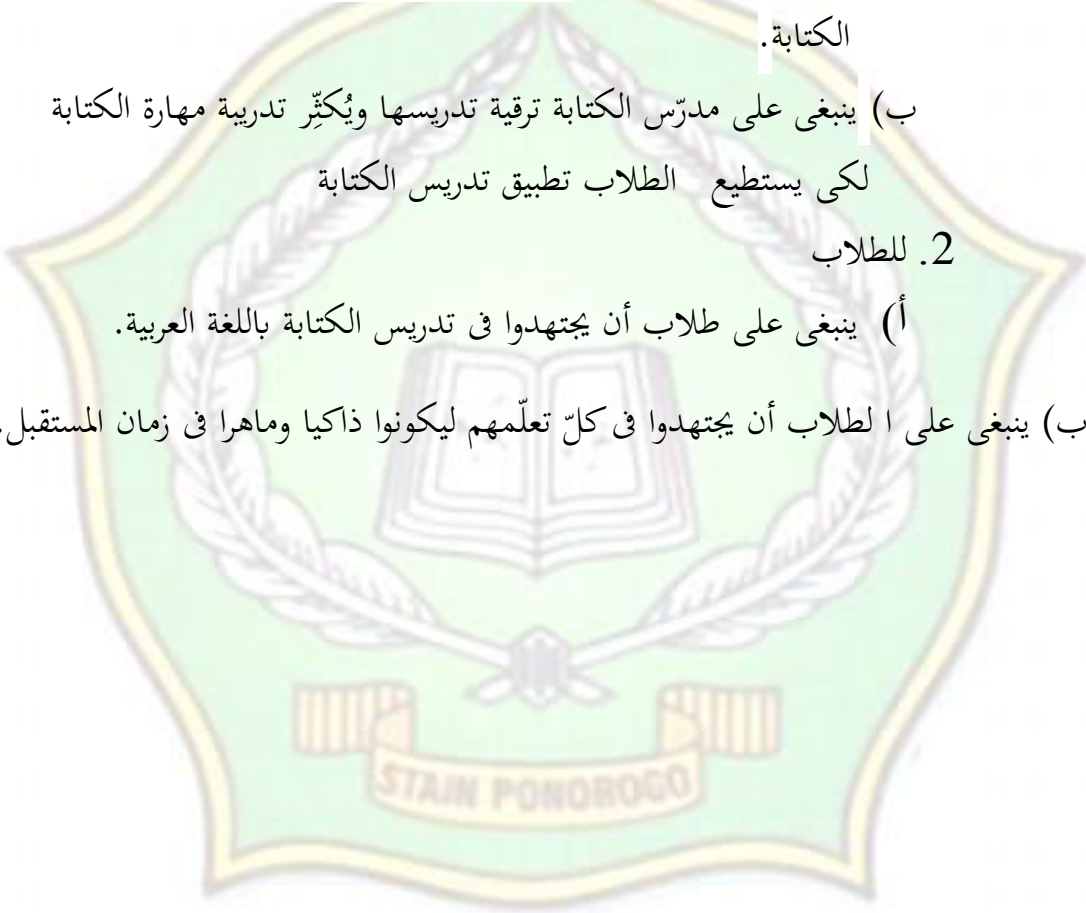 الكتابة.
ب) ينبغى على مدرّس الكتابة ترقية تدريسها ويُكثِّر تدريبة مهارة الكتابة
لكى يستطيع الطلاب تطبيق تدريس الكتابة
2. للطلاب
أ) ينبغى على طلاب أن يجتهدوا فى تدريس الكتابة باللغة العربية.
ب) ينبغى على ا لطلاب أن يجتهدوا فى كلّ تعلّمهم ليكونوا ذاكيا وماهرا فى زمان المستقبل.
STAIN PONOROGO